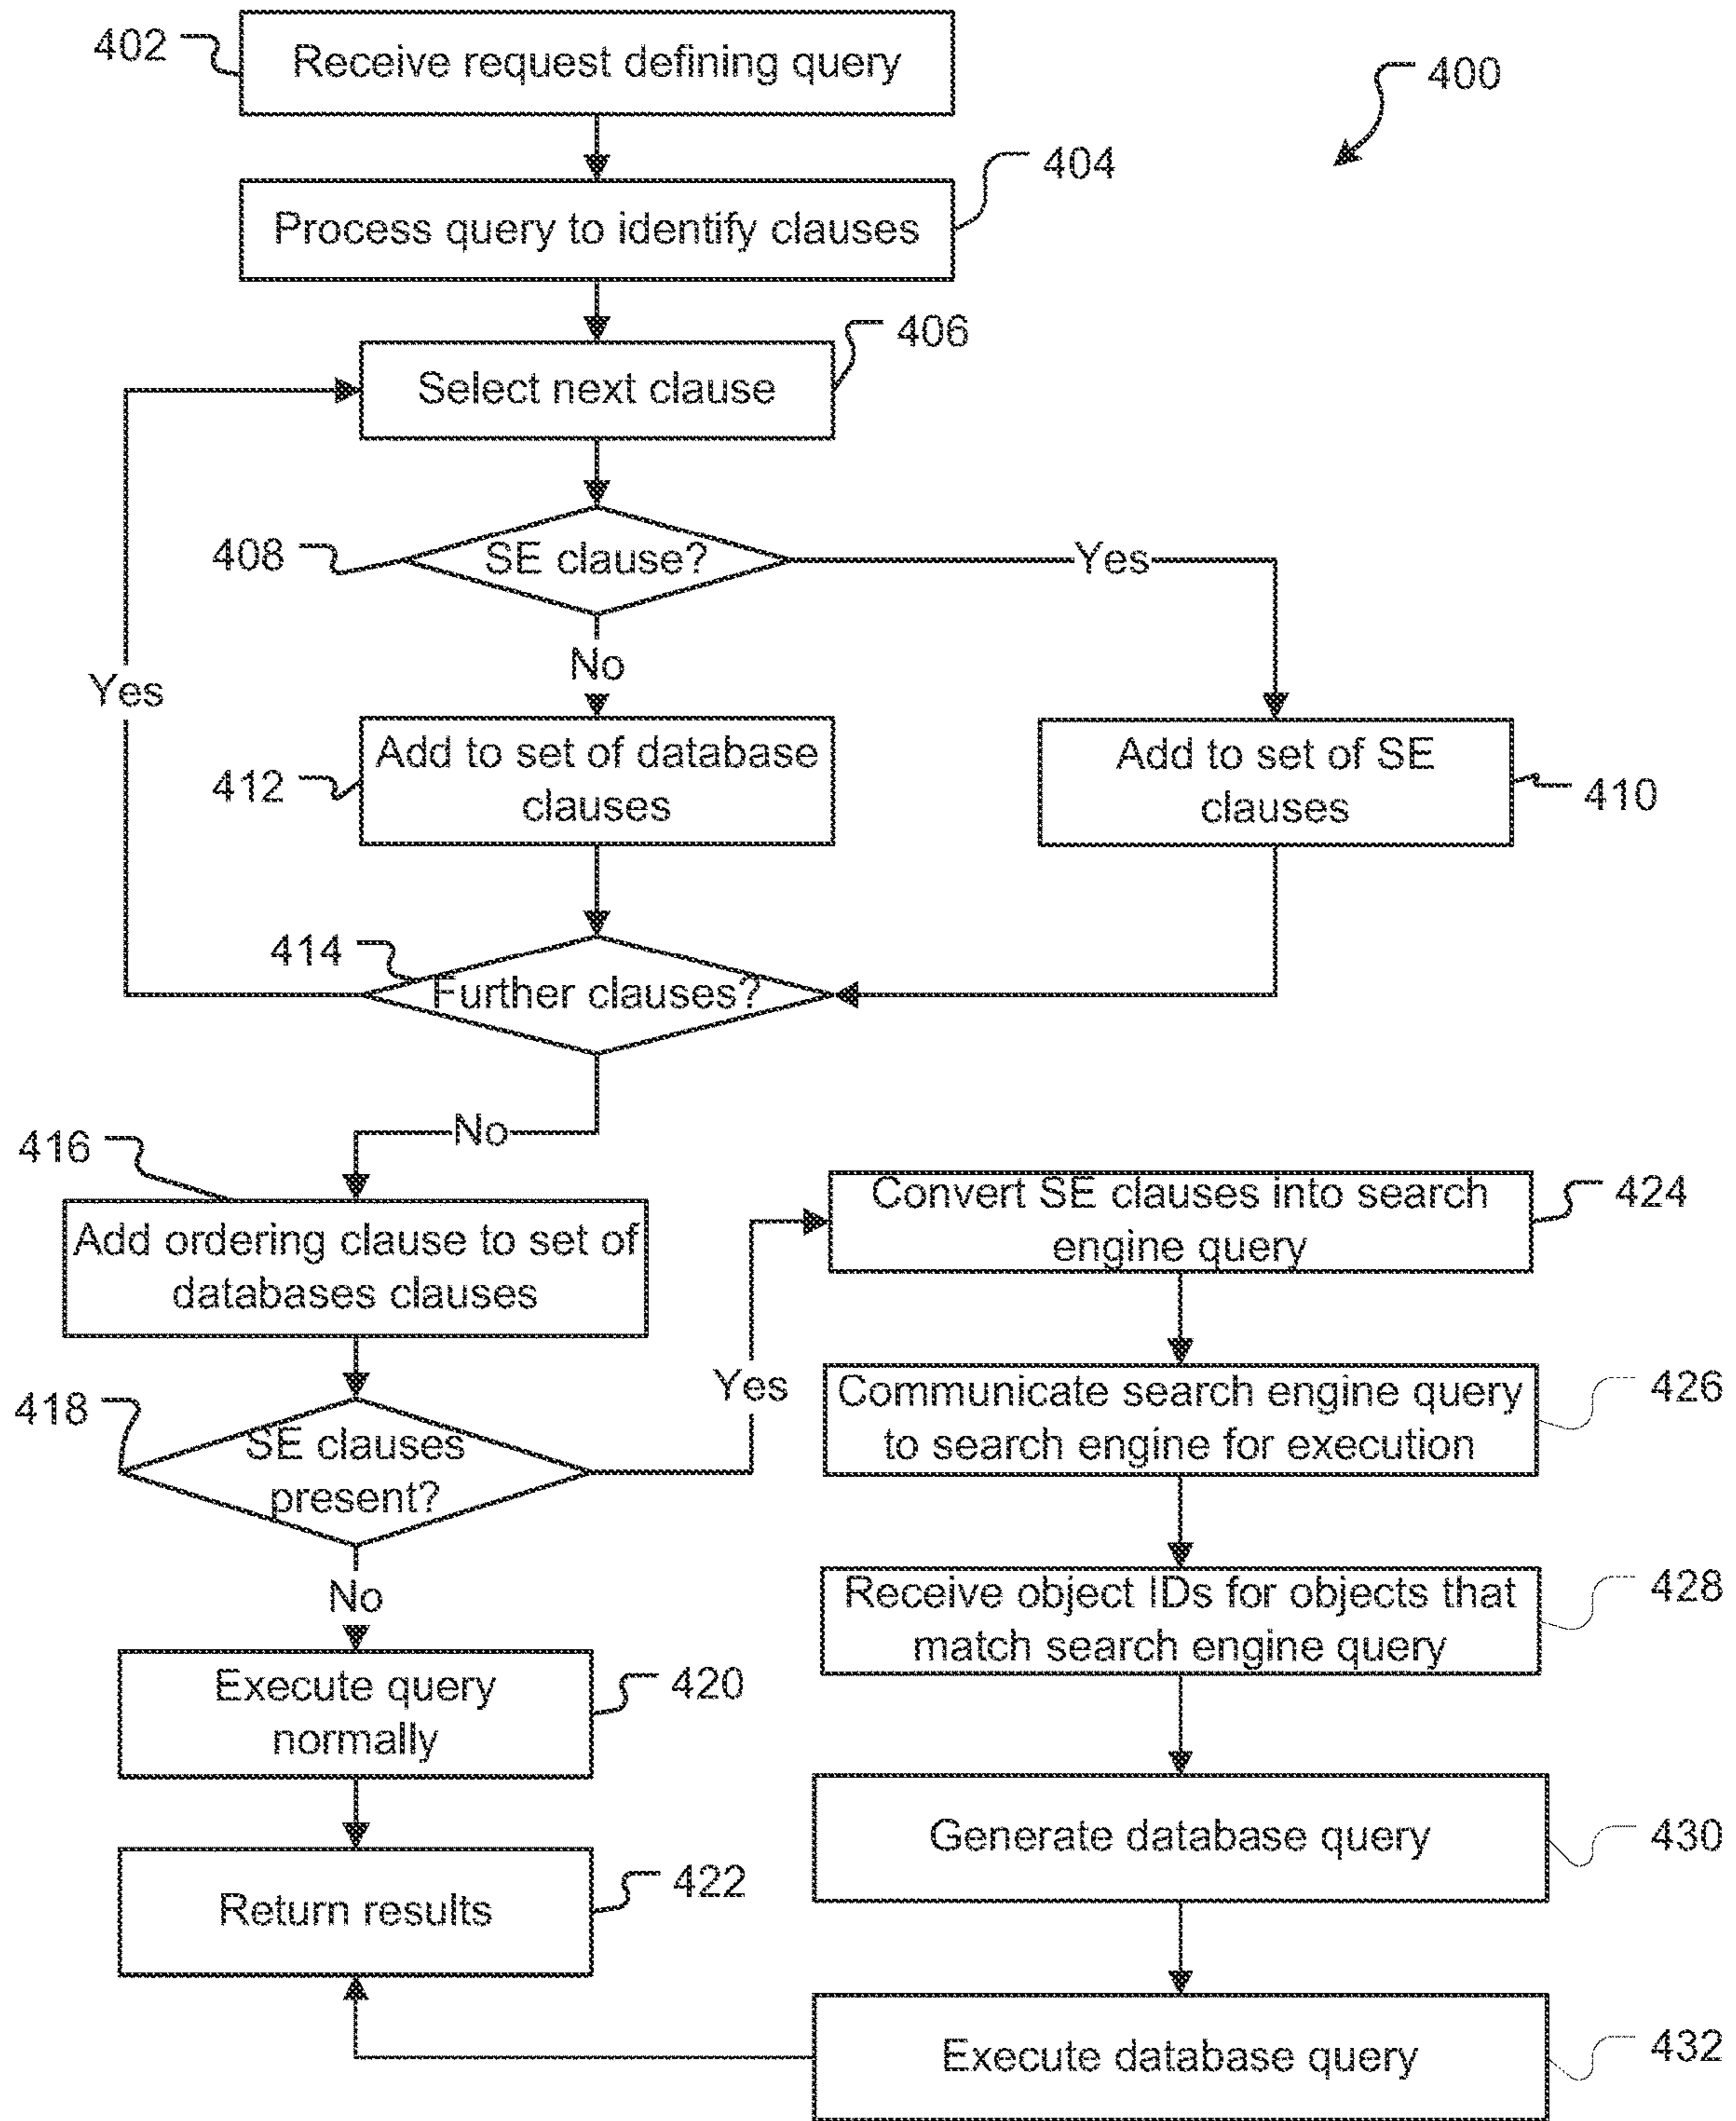 402
Receive request defining query
400
404
Process query to identify clauses
406
Select next clause
408
SE clause?
Yes
No
Yes
412
Add to set of database
clauses
Add to set of SE
clauses
410
414
Further clauses?
No
416
Add ordering clause to set of
databases clauses
Convert SE clauses into search
engine query
424
418
SE clauses
present?
Yes
Communicate search engine query
to search engine for execution
426
No
Receive object IDs for objects that
match search engine query
428
Execute query
normally
420
Generate database query
430
Return results
422
Execute database query
432